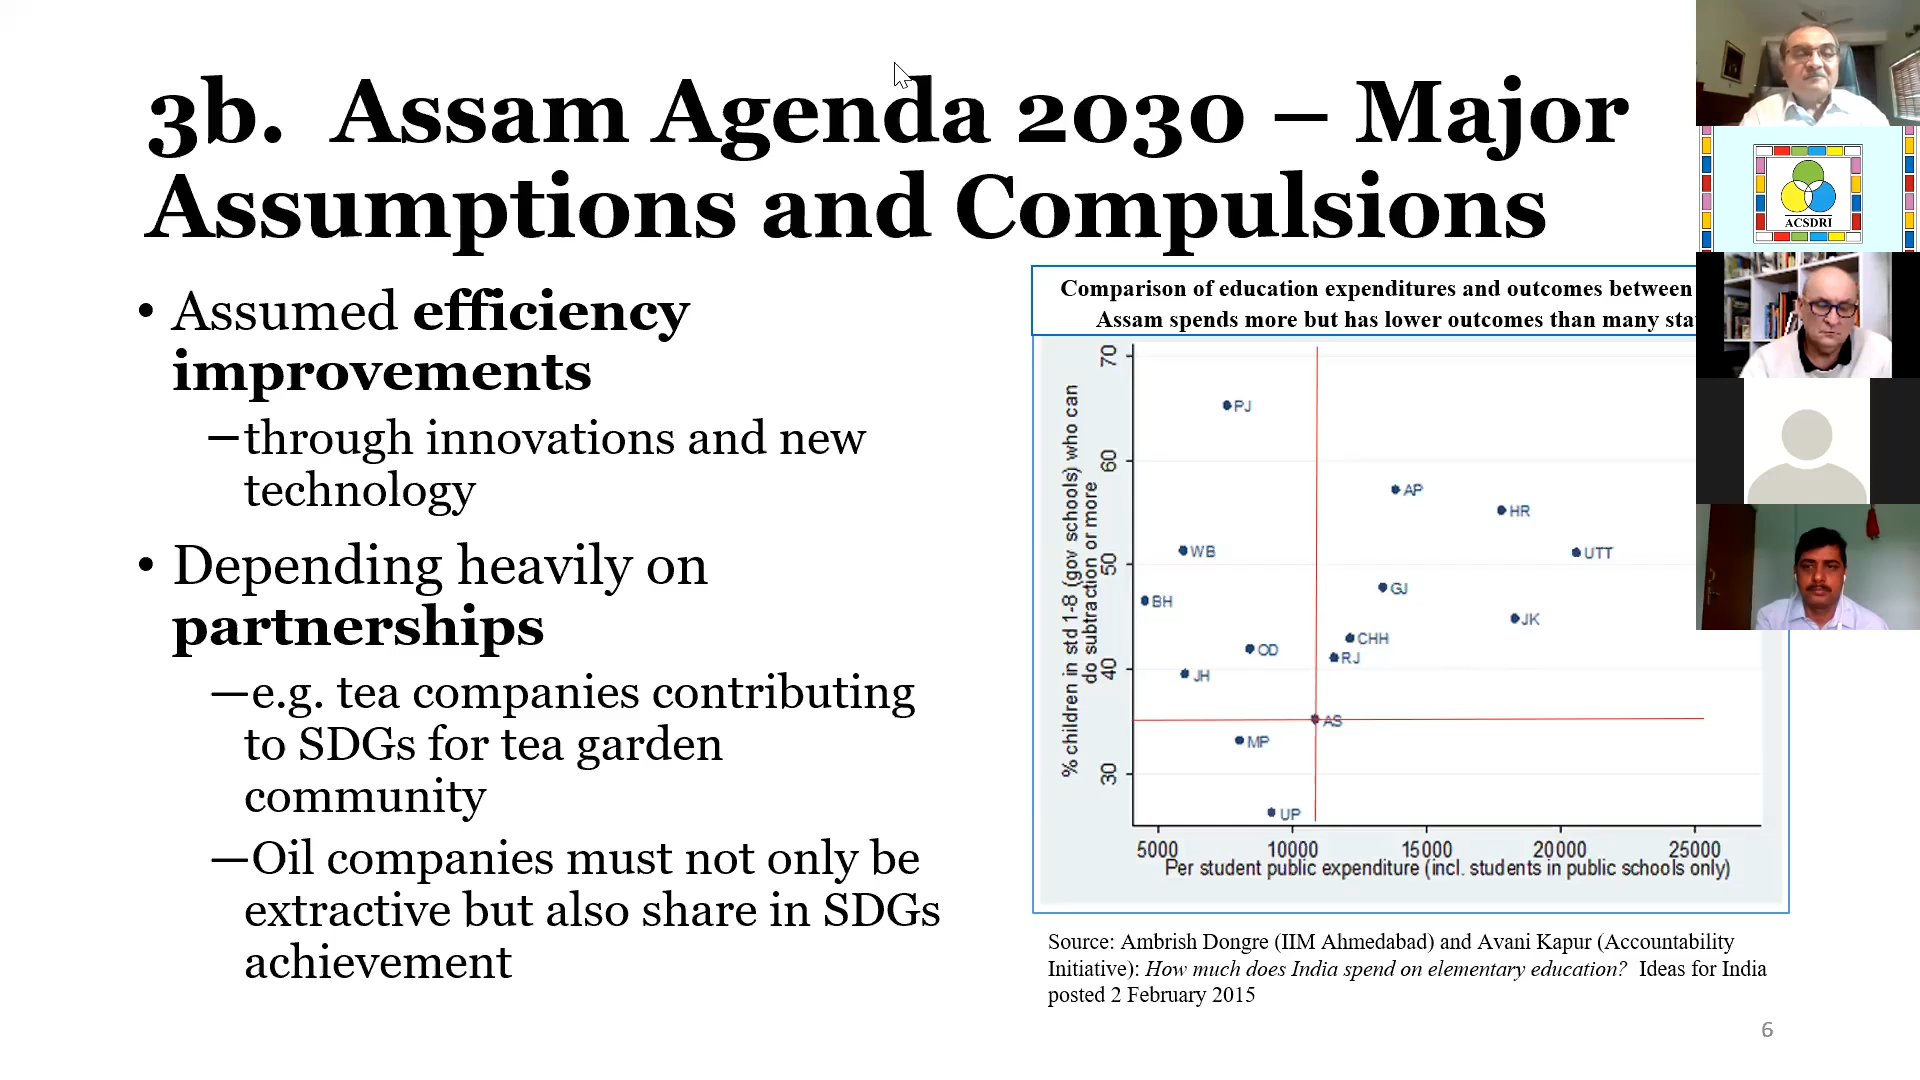 3b. Assam Agenda 2030 – Major
Assumptions and Compulsions
• Assumed efficiency
improvements
–through innovations and new
technology
• Depending heavily on
partnerships
—e.g. tea companies contributing
to SDGs for tea garden
community
—Oil companies must not only be
extractive but also share in SDGs
achievement
Comparison of education expenditures and outcomes between
Assam spends more but has lower outcomes than many
% children in std 1-8 (gov schools) who can
do subtraction or more
70
60
50
40
30
PJ
AP
HR
WB
UTT
GJ
BH
JK
CHH
OD
RJ
JH
AS
MP
UP
5000
10000
15000
20000
25000
Per student public expenditure (incl. students in public schools only)
Source: Ambrish Dongre (IIM Ahmedabad) and Avani Kapur (Accountability
Initiative): How much does India spend on elementary education? Ideas for India
posted 2 February 2015
6
ACSDRI